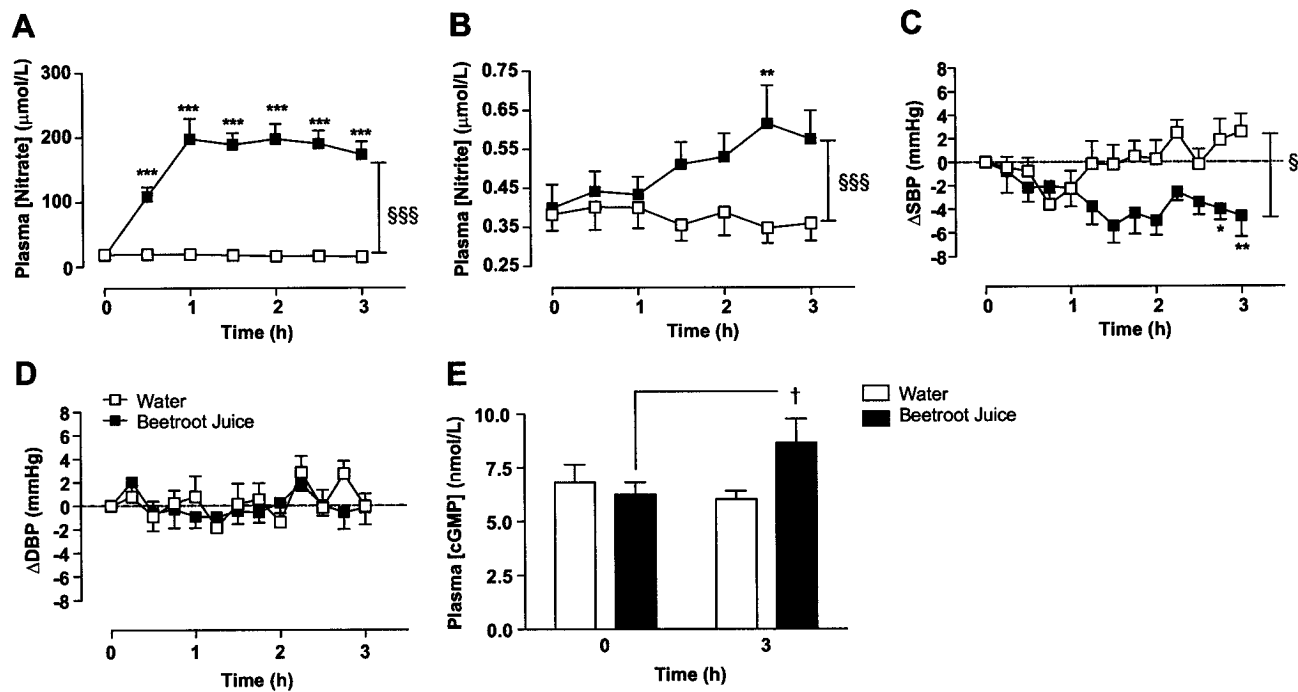 A
Plasma [Nitrate] (μmol/L)
300
200
100
0
***
***
***
***
***
***
§§§
0 1 2 3
Time (h)
B
Plasma [Nitrite] (μmol/L)
0.75
0.65
0.55
0.45
0.35
0.25
**
§§§
0 1 2 3
Time (h)
C
ΔSBP (mmHg)
8
6
4
2
0
-2
-4
-6
-8
*
**
§
0 1 2 3
Time (h)
D
Water
Beetroot Juice
ΔDBP (mmHg)
8
6
4
2
0
-2
-4
-6
-8
0 1 2 3
Time (h)
E
Plasma [cGMP] (nmol/L)
10.0
7.5
5.0
2.5
0.0
†
0 3
Time (h)
Water
Beetroot Juice